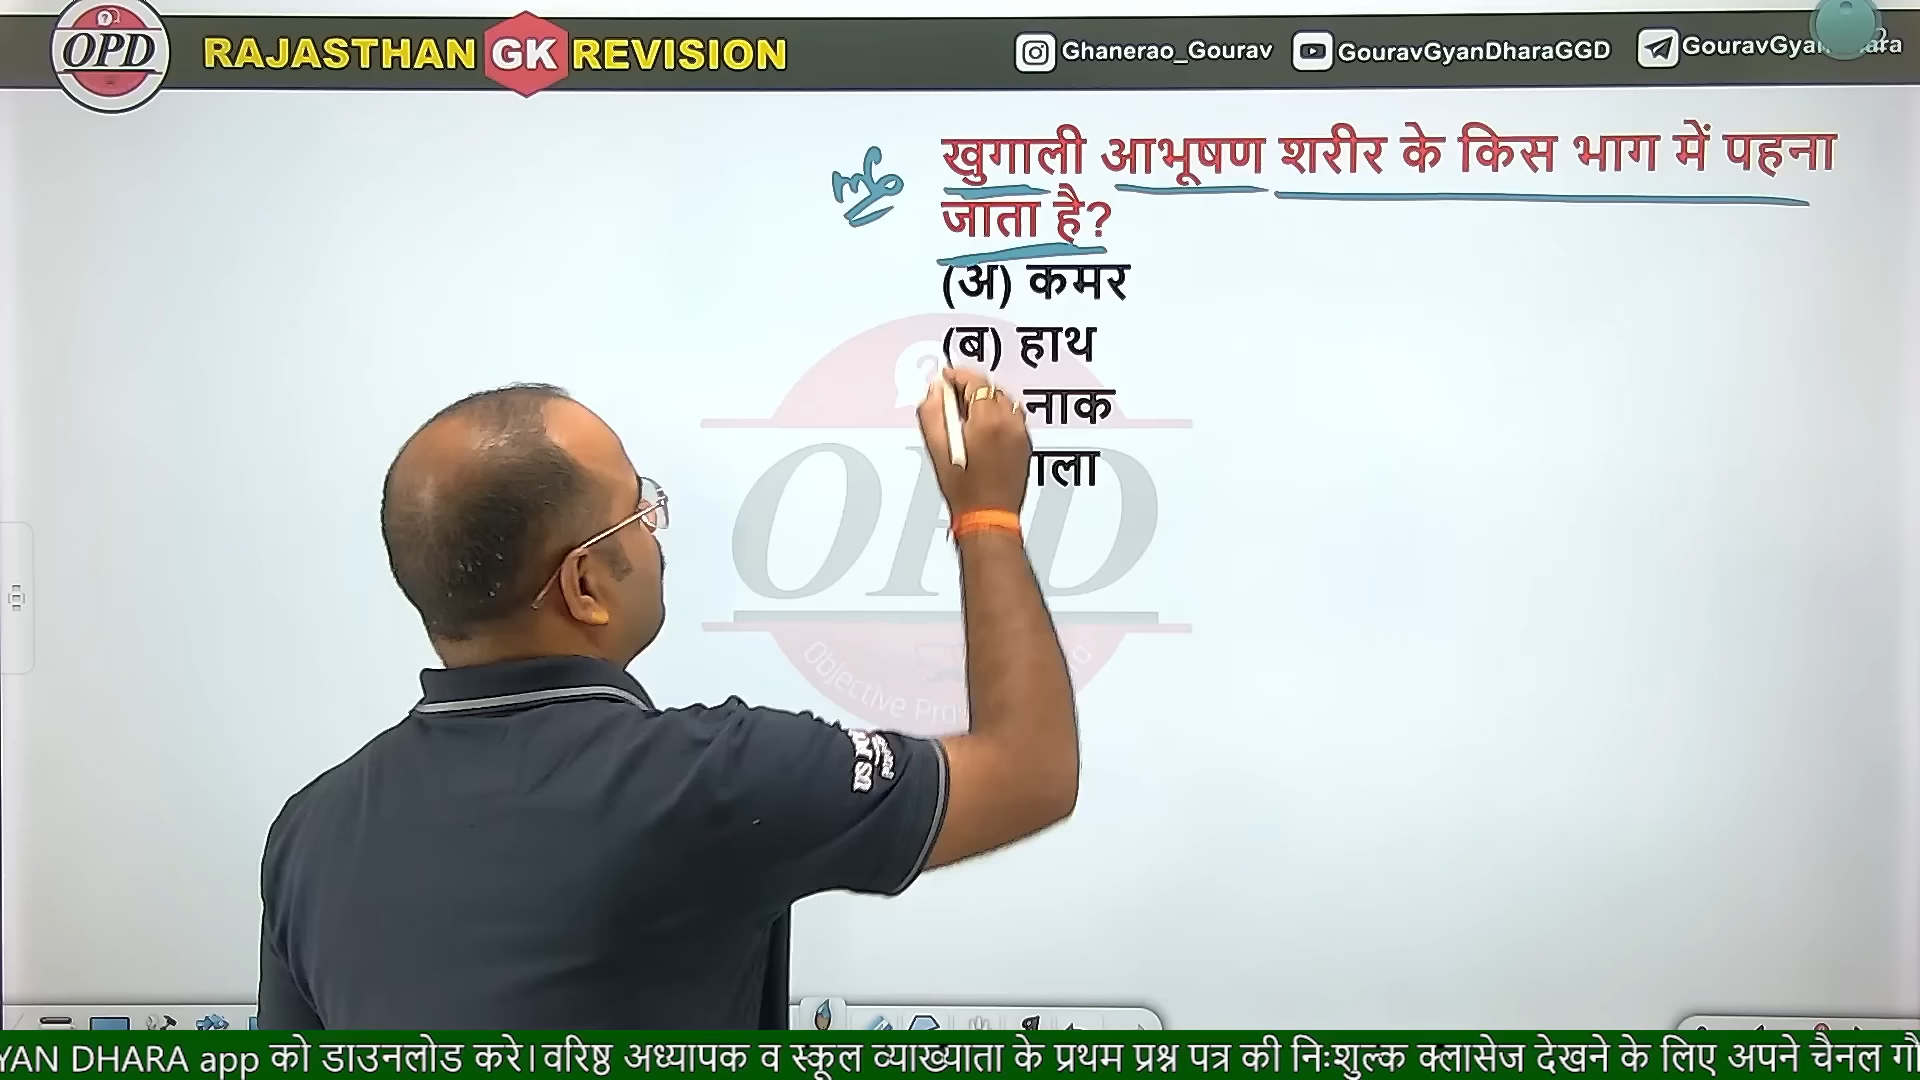 OPD RAJASTHAN GK REVISION Ghanerao_Gourav GouravGyanDharaGGD
खुगाली आभूषण शरीर के किस भाग में पहना
जाता है?
(अ) कमर
(ब) हाथ
नाक
OPD
Objective
YAN DHARA app को डाउनलोड करे।वरिष्ठ अध्यापक व स्कूल व्याख्याता के प्रथम प्रश्न पत्र की निःशुल्क क्लासेज देखने के लिए अपने चैनल गौ